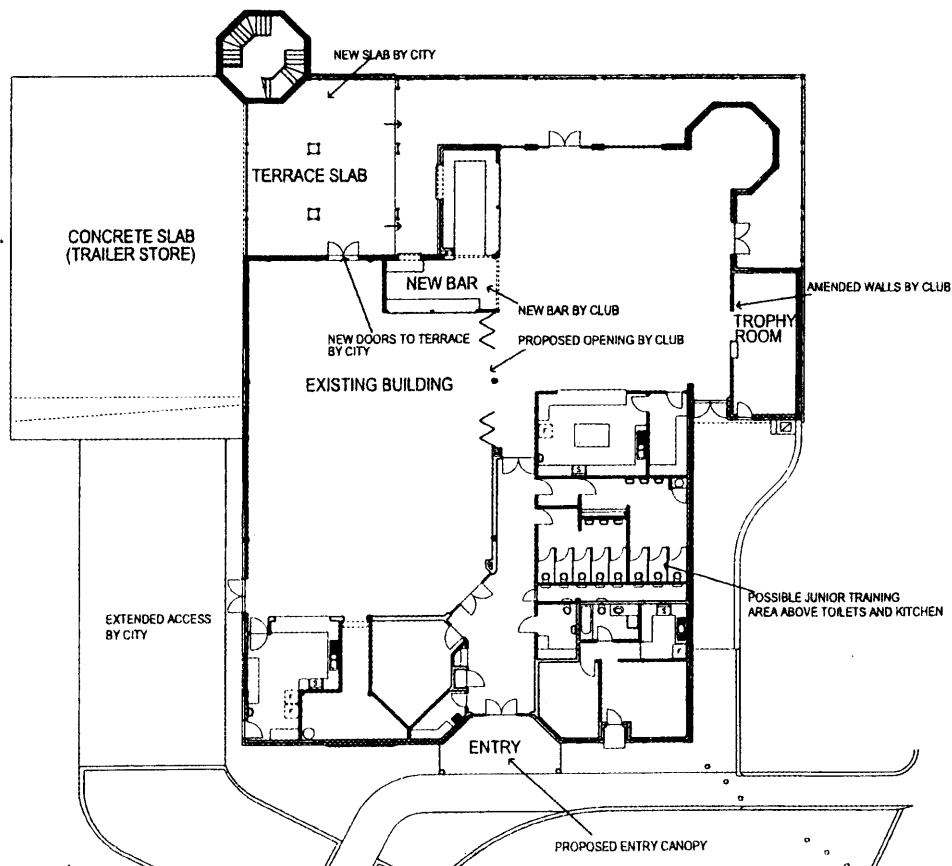 NEW SLAB BY CITY
TERRACE SLAB
CONCRETE SLAB
(TRAILER STORE)
NEW BAR
NEW BAR BY CLUB
AMENDED WALLS BY CLUB
TROPHY
ROOM
NEW DOORS TO TERRACE
BY CITY
PROPOSED OPENING BY CLUB
EXISTING BUILDING
POSSIBLE JUNIOR TRAINING
AREA ABOVE TOILETS AND KITCHEN
EXTENDED ACCESS
BY CITY
ENTRY
PROPOSED ENTRY CANOPY